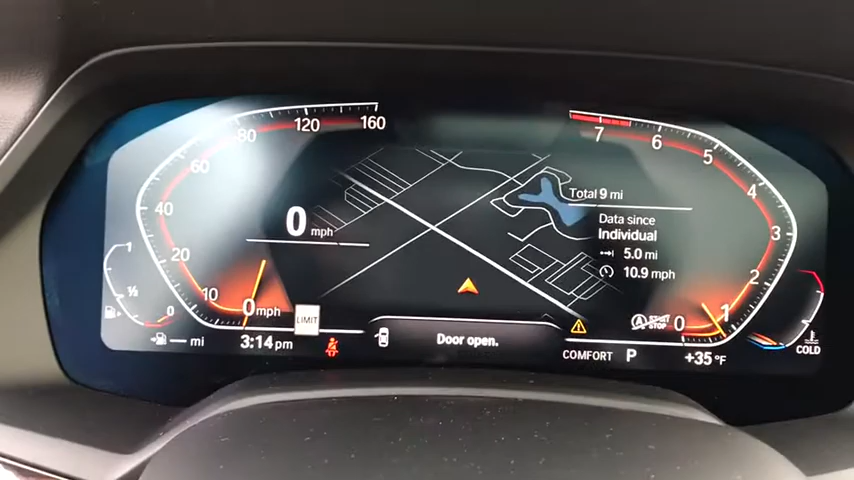 160
120
80
60
40
20
10
0 mph
0 mph
7
6
5
4
3
2
1
0
Total 9 mi
Data since
Individual
5.0 mi
10.9 mph
1
½
0
— mi
3:14 pm
LIMIT
Door open.
COMFORT P
A START
STOP
+35 °F
COLD